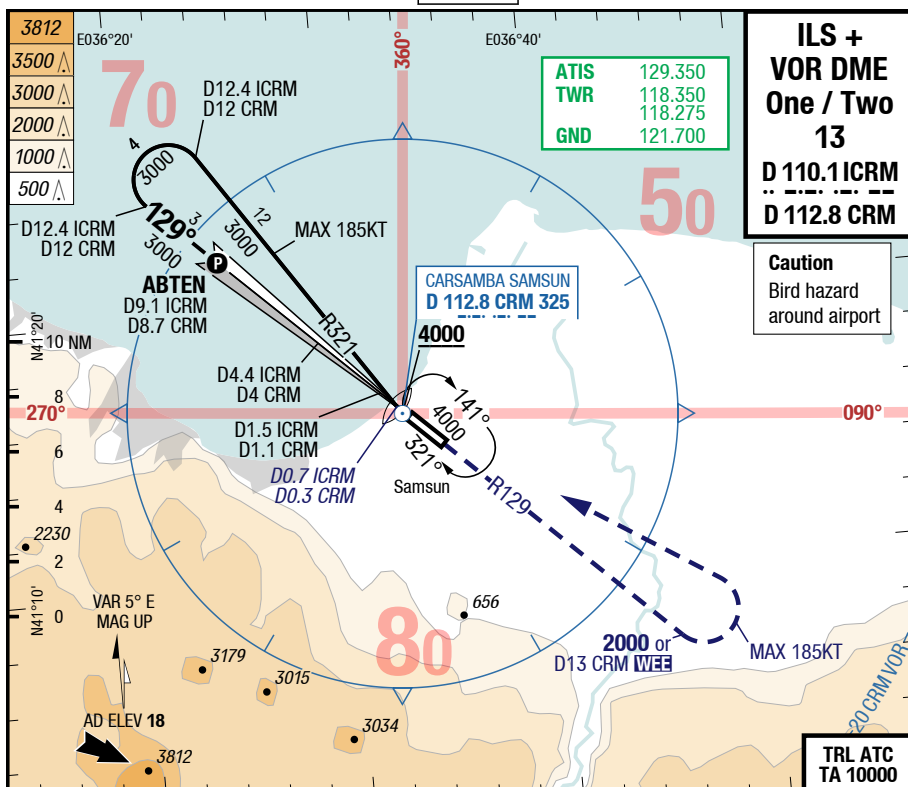 3812
3500
3000
2000
1000
500
E036°20'
E036°40'
360°
70
50
80
ATIS 129.350
TWR 118.350
118.275
GND 121.700
ILS +
VOR DME
One / Two
13
D 110.1 ICRM
D 112.8 CRM
Caution
Bird hazard
around airport
D12.4 ICRM
D12 CRM
4
3000
D12.4 ICRM
D12 CRM
129°
3
3000
12
3000
MAX 185KT
P
ABTEN
D9.1 ICRM
D8.7 CRM
R321
CARSAMBA SAMSUN
D 112.8 CRM 325
4000
N41°20'
10 NM
8
6
4
2
0
N41°10'
D4.4 ICRM
D4 CRM
D1.5 ICRM
D1.1 CRM
D0.7 ICRM
D0.3 CRM
270°
090°
141°
4000
321°
Samsun
R129
2230
VAR 5° E
MAG UP
656
3179
3015
3034
3812
AD ELEV 18
2000 or
D13 CRM WEE
MAX 185KT
20 CRM VOR
TRL ATC
TA 10000